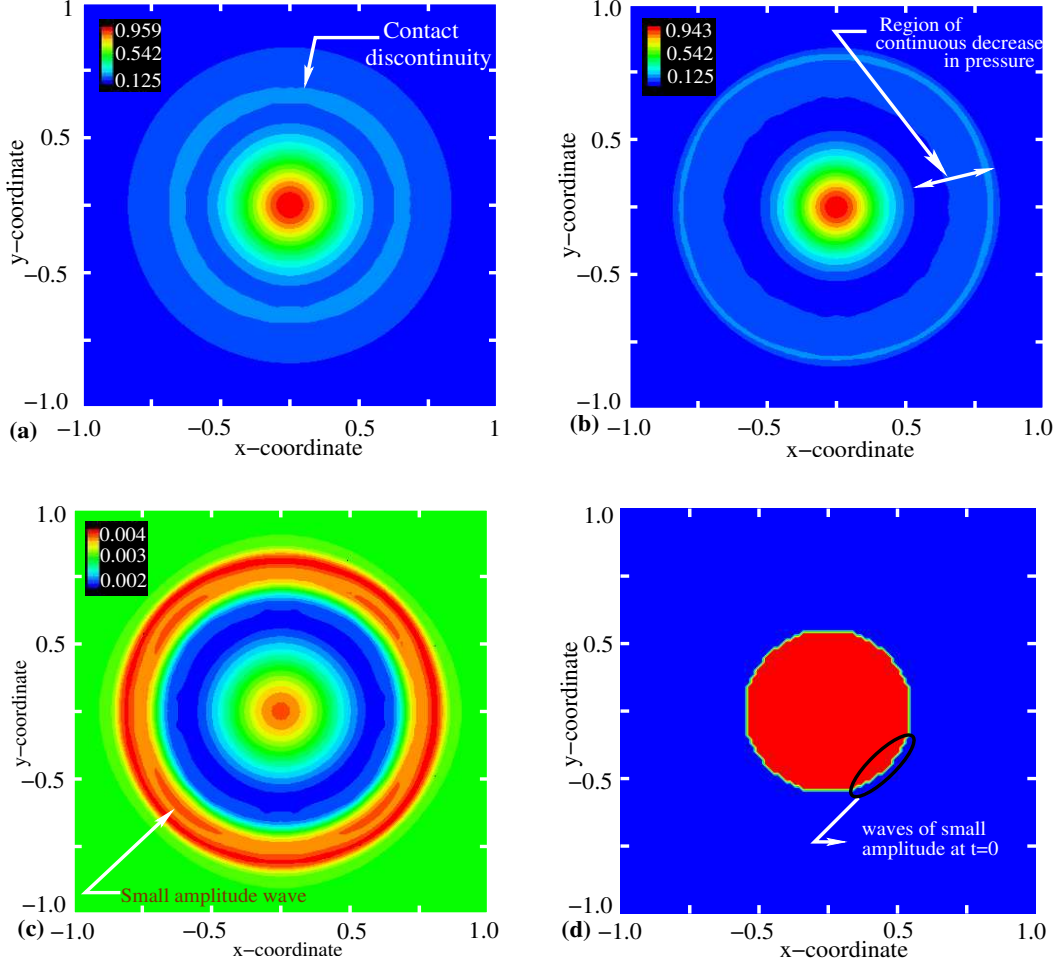 1
0.959
0.542
0.125
Contact
discontinuity
0.5
y−coordinate
−0.5
−1.0
(a)
−1.0
−0.5
0.5
1
x−coordinate
1.0
0.943
0.542
0.125
Region of
continuous decrease
in pressure
0.5
y−coordinate
−0.5
−1.0
(b)
−1.0
−0.5
0.5
1.0
x−coordinate
1.0
0.004
0.003
0.002
0.5
y−coordinate
−0.5
Small amplitude wave
−1.0
(c)
−1.0
−0.5
0.5
1.0
x−coordinate
1.0
0.5
y−coordinate
−0.5
waves of small
amplitude at t=0
−1.0
(d)
−1.0
−0.5
0.5
1.0
x−coordinate